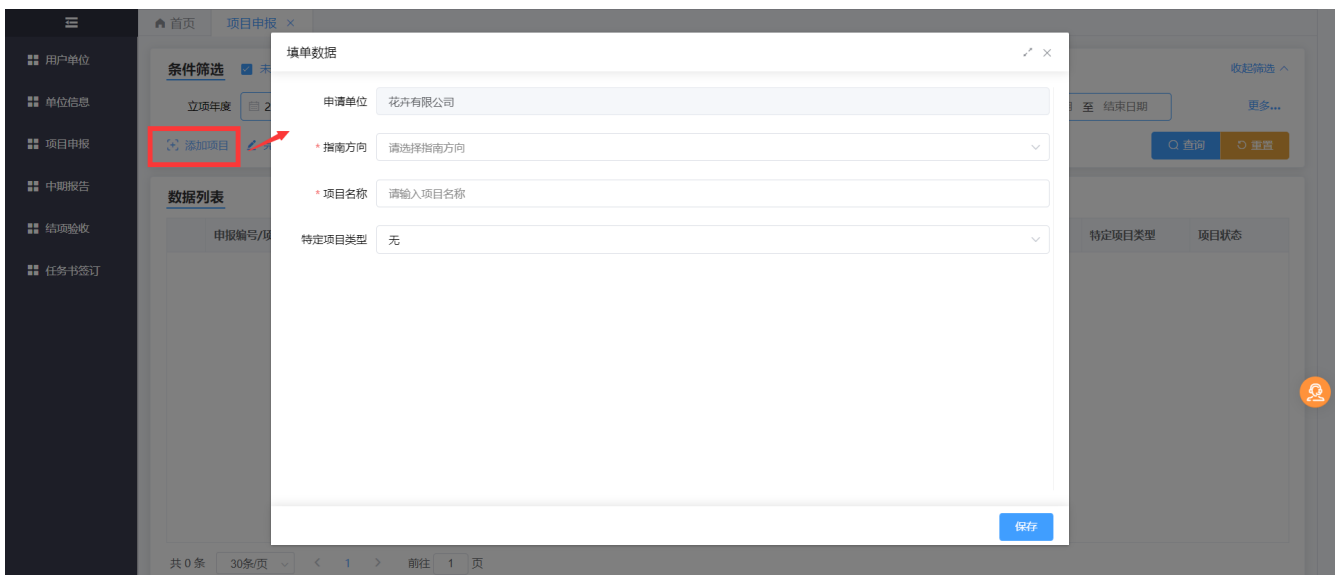 首页 项目申报 ×
用户单位
单位信息
项目申报
中期报告
结项验收
任务书签订
条件筛选
收起筛选
立项年度 2
至 结束日期 更多...
添加项目
查询 重置
数据列表
申报编号/项
特定项目类型 项目状态
填单数据
申请单位 花卉有限公司
* 指南方向 请选择指南方向
* 项目名称 请输入项目名称
特定项目类型 无
保存
共 0 条 30条/页 < 1 > 前往 1 页